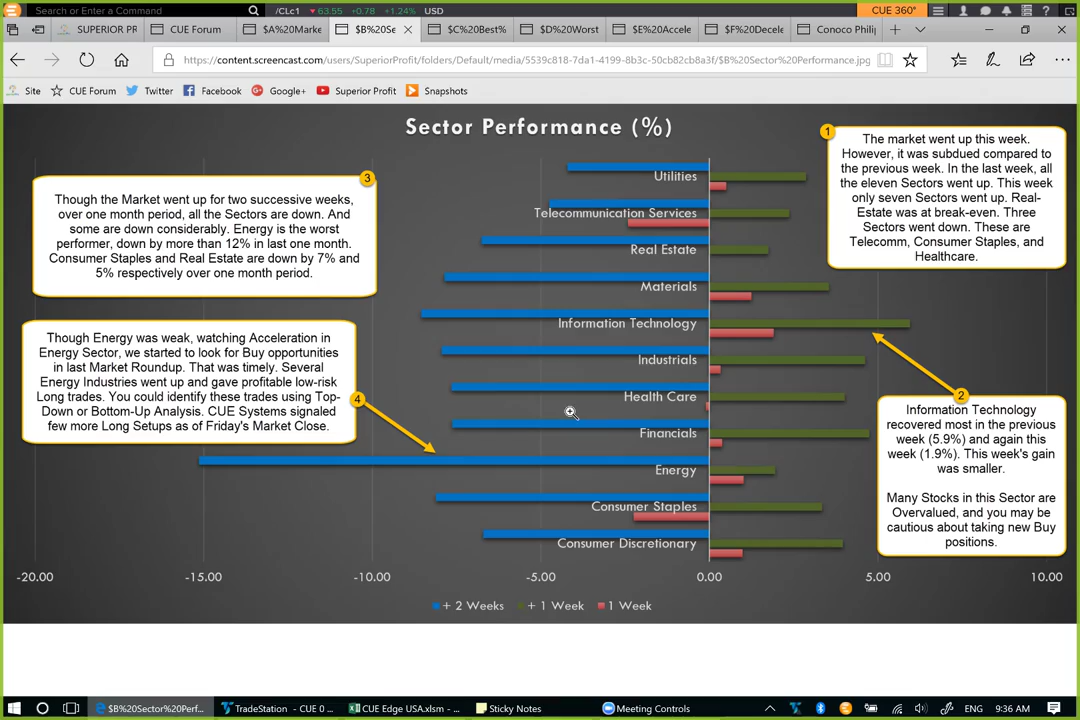 Search or Enter a Command
/CLc1 63.55 +0.78 +1.24% USD
CUE 360°
SUPERIOR PR
CUE Forum
$A%20Marke
$B%20Se
$C%20Best%
$D%20Worst
$E%20Accele
$F%20Decele
Conoco Philip
https://content.screencast.com/users/SuperiorProfit/folders/Default/media/5539c818-7da1-4199-8b3c-50cb82cb8a3f/$B%20Sector%20Performance.jpg
Site
CUE Forum
Twitter
Facebook
Google+
Superior Profit
Snapshots
Sector Performance (%)
1
The market went up this week.
However, it was subdued compared to
the previous week. In the last week, all
the eleven Sectors went up. This week
only seven Sectors went up. Real-
Estate was at break-even. Three
Sectors went down. These are
Telecomm, Consumer Staples, and
Healthcare.
3
Though the Market went up for two successive weeks,
over one month period, all the Sectors are down. And
some are down considerably. Energy is the worst
performer, down by more than 12% in last one month.
Consumer Staples and Real Estate are down by 7% and
5% respectively over one month period.
Though Energy was weak, watching Acceleration in
Energy Sector, we started to look for Buy opportunities
in last Market Roundup. That was timely. Several
Energy Industries went up and gave profitable low-risk
Long trades. You could identify these trades using Top-
Down or Bottom-Up Analysis. CUE Systems signaled
few more Long Setups as of Friday's Market Close.
4
Utilities
Telecommunication Services
Real Estate
Materials
Information Technology
Industrials
Health Care
Financials
Energy
Consumer Staples
Consumer Discretionary
2
Information Technology
recovered most in the previous
week (5.9%) and again this
week (1.9%). This week's gain
was smaller.
Many Stocks in this Sector are
Overvalued, and you may be
cautious about taking new Buy
positions.
-20.00
-15.00
-10.00
-5.00
0.00
5.00
10.00
+ 2 Weeks
+ 1 Week
1 Week
$B%20Sector%20Perf...
TradeStation - CUE 0 ...
CUE Edge USA.xlsm - ...
Sticky Notes
Meeting Controls
ENG
9:36 AM